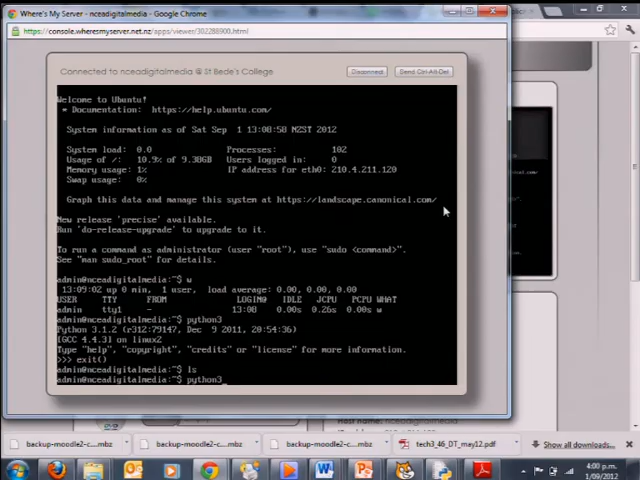 Where's My Server - nceadigitalmedia - Google Chrome
https://console.wheresmyserver.net.nz/apps/viewer/302288900.html
Connected to nceadigitalmedia @ St Bede's College
Disconnect
Send Ctrl-Alt-Del
Welcome to Ubuntu!
* Documentation: https://help.ubuntu.com/
System information as of Sat Sep 1 13:08:58 NZST 2012
System load: 0.0 Processes: 102
Usage of /: 10.9% of 9.38GB Users logged in: 0
Memory usage: 1% IP address for eth0: 210.4.211.120
Swap usage: 0%
Graph this data and manage this system at https://landscape.canonical.com/
New release 'precise' available.
Run 'do-release-upgrade' to upgrade to it.
To run a command as administrator (user "root"), use "sudo <command>".
See "man sudo_root" for details.
admin@nceadigitalmedia:~$ w
13:09:02 up 0 min, 1 user, load average: 0.00, 0.00, 0.00
USER TTY FROM LOGIN@ IDLE JCPU PCPU WHAT
admin tty1 - 13:08 0.00s 0.26s 0.00s w
admin@nceadigitalmedia:~$ python3
Python 3.1.2 (r312:79147, Dec 9 2011, 20:54:36)
[GCC 4.4.3] on linux2
Type "help", "copyright", "credits" or "license" for more information.
>>> exit()
admin@nceadigitalmedia:~$ ls
admin@nceadigitalmedia:~$ python3_
backup-moodle2-c....mbz
backup-moodle2-c....mbz
backup-moodle2-c....mbz
tech3_46_DT_may12.pdf
Show all downloads...
4:00 p.m.
1/09/2012